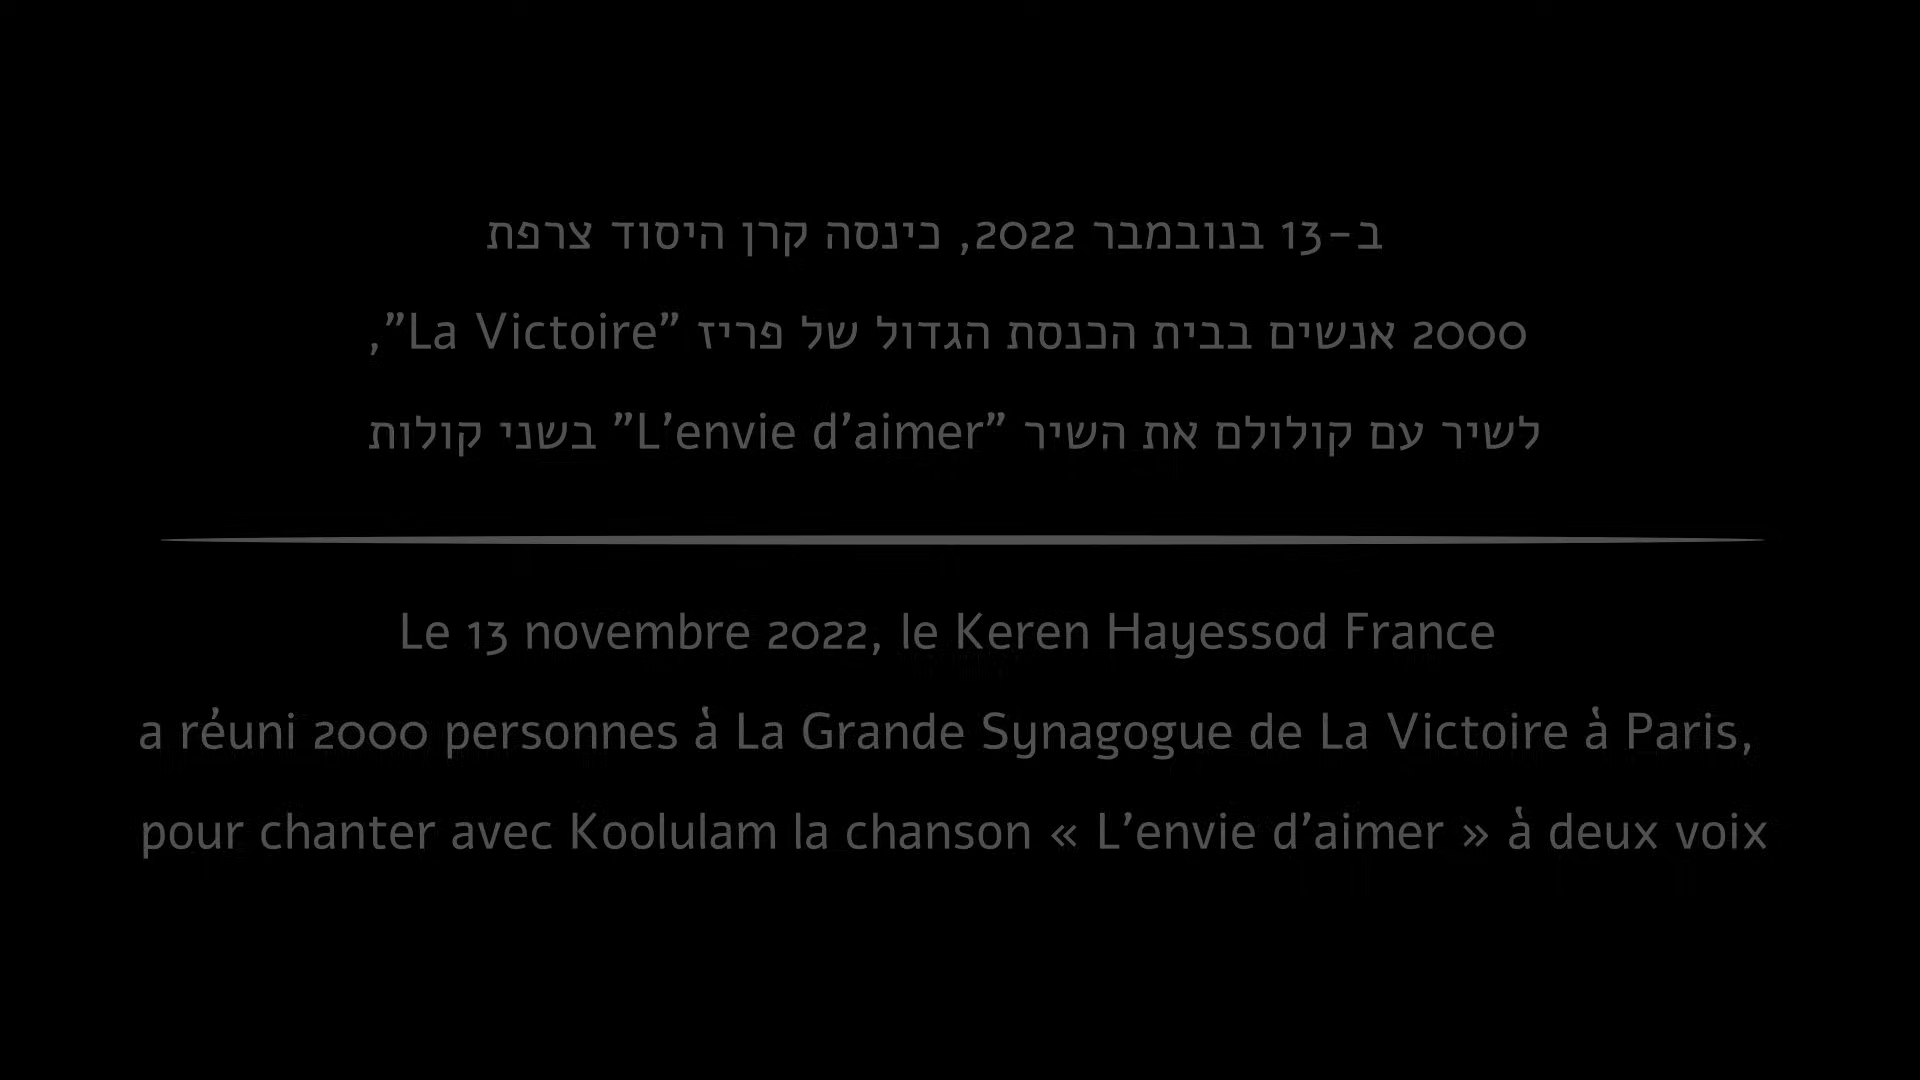 ב-13 בנובמבר 2022, כינסה קרן היסוד צרפת
2000 אנשים בבית הכנסת הגדול של פריז ”La Victoire”,
לשיר עם קולולם את השיר ”L’envie d’aimer” בשני קולות
Le 13 novembre 2022, le Keren Hayessod France
a réuni 2000 personnes à La Grande Synagogue de La Victoire à Paris,
pour chanter avec Koolulam la chanson « L’envie d’aimer » à deux voix